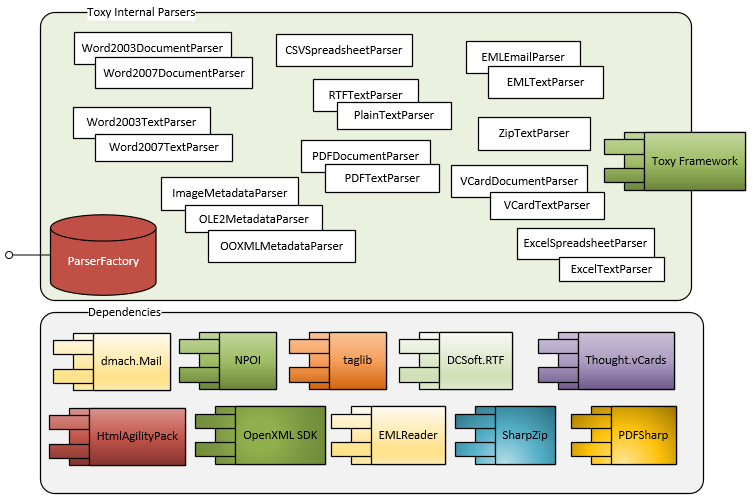 Toxy Internal Parsers
Word2003DocumentParser
Word2007DocumentParser
CSVSpreadsheetParser
EMLEmailParser
EMLTextParser
RTFTextParser
PlainTextParser
Word2003TextParser
Word2007TextParser
ZipTextParser
Toxy Framework
PDFDocumentParser
PDFTextParser
ImageMetadataParser
OLE2MetadataParser
OOXMLMetadataParser
VCardDocumentParser
VCardTextParser
ParserFactory
ExcelSpreadsheetParser
ExcelTextParser
Dependencies
dmach.Mail
NPOI
taglib
DCSoft.RTF
Thought.vCards
HtmlAgilityPack
OpenXML SDK
EMLReader
SharpZip
PDFSharp